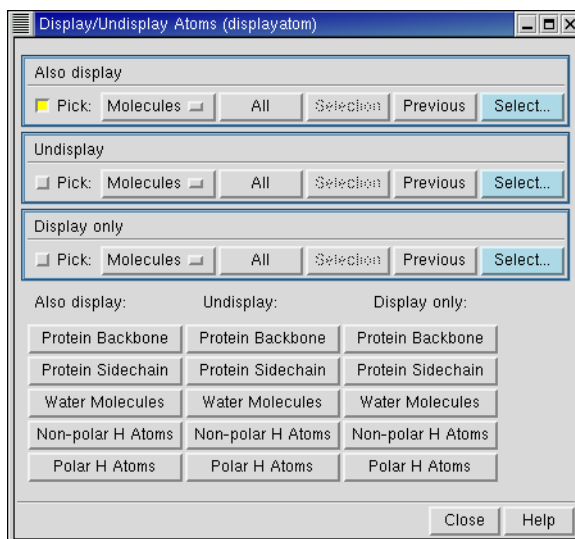 Display/Undisplay Atoms (displayatom)
Also display
Pick: Molecules All Selection Previous Select...
Undisplay
Pick: Molecules All Selection Previous Select...
Display only
Pick: Molecules All Selection Previous Select...
Also display: Undisplay: Display only:
Protein Backbone Protein Backbone Protein Backbone
Protein Sidechain Protein Sidechain Protein Sidechain
Water Molecules Water Molecules Water Molecules
Non-polar H Atoms Non-polar H Atoms Non-polar H Atoms
Polar H Atoms Polar H Atoms Polar H Atoms
Close Help